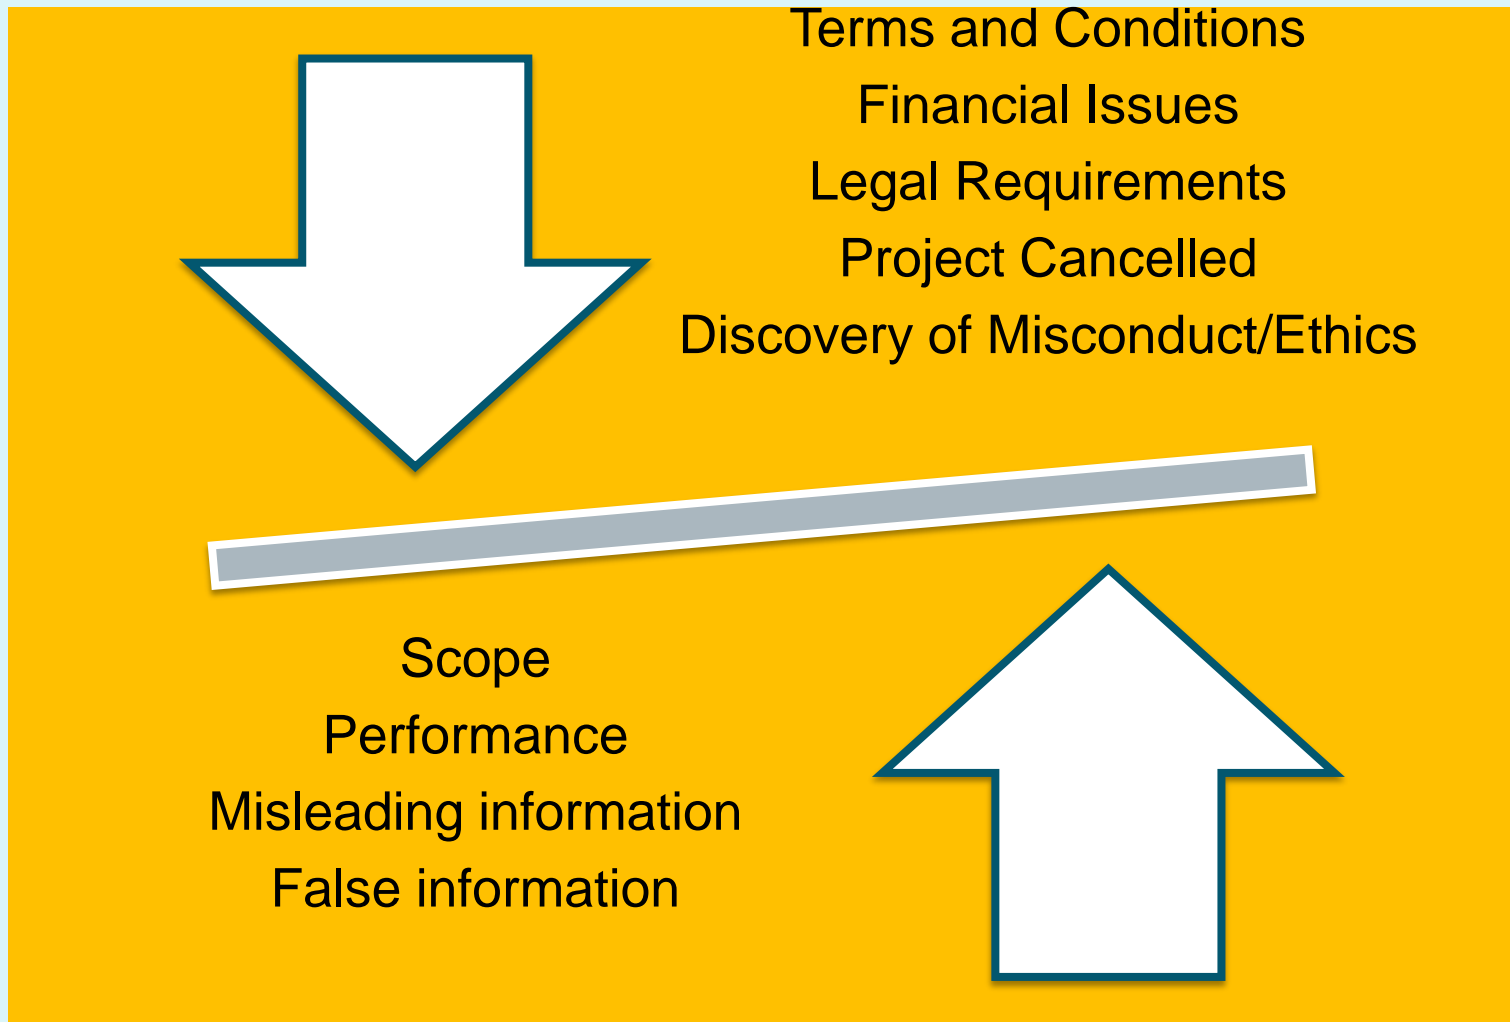 Terms and Conditions
Financial Issues
Legal Requirements
Project Cancelled
Discovery of Misconduct/Ethics
Scope
Performance
Misleading information
False information